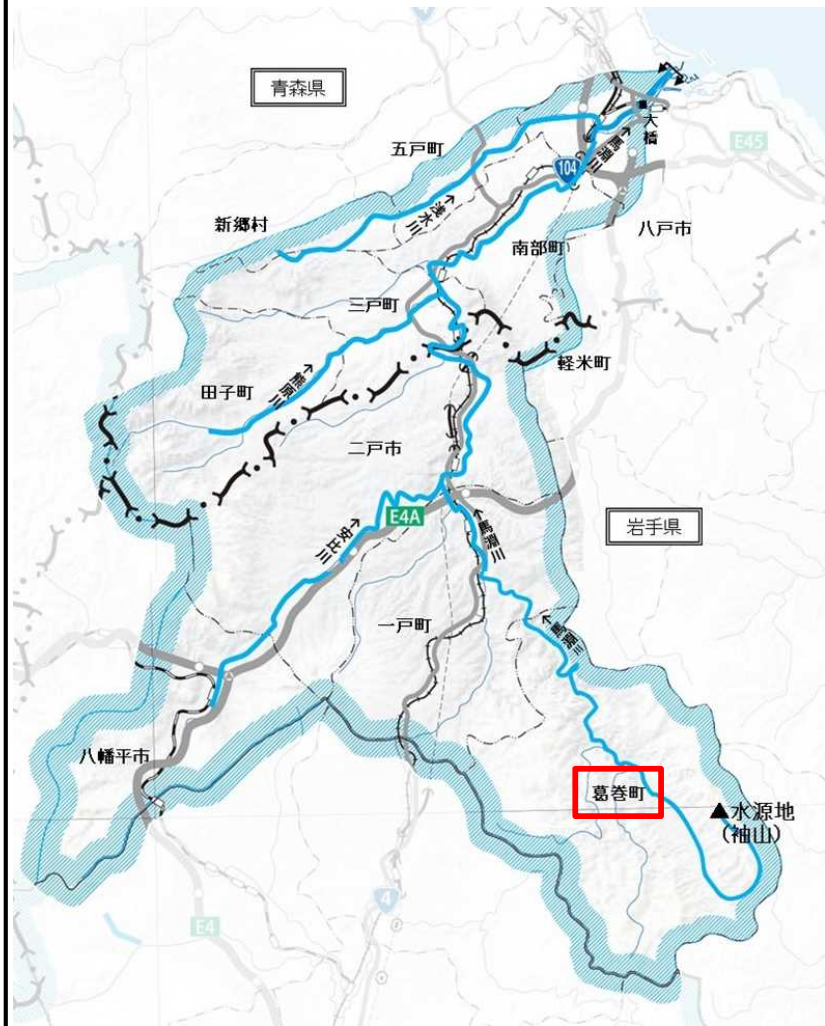 青森県
大橋
五戸町
E45
104
↑馬淵川
↑浅水川
新郷村
八戸市
南部町
三戸町
軽米町
↑熊原川
田子町
二戸市
E4A
↑安比川
↑馬淵川
岩手県
一戸町
↑馬淵川
八幡平市
葛巻町
▲水源地
(袖山)
4
E4